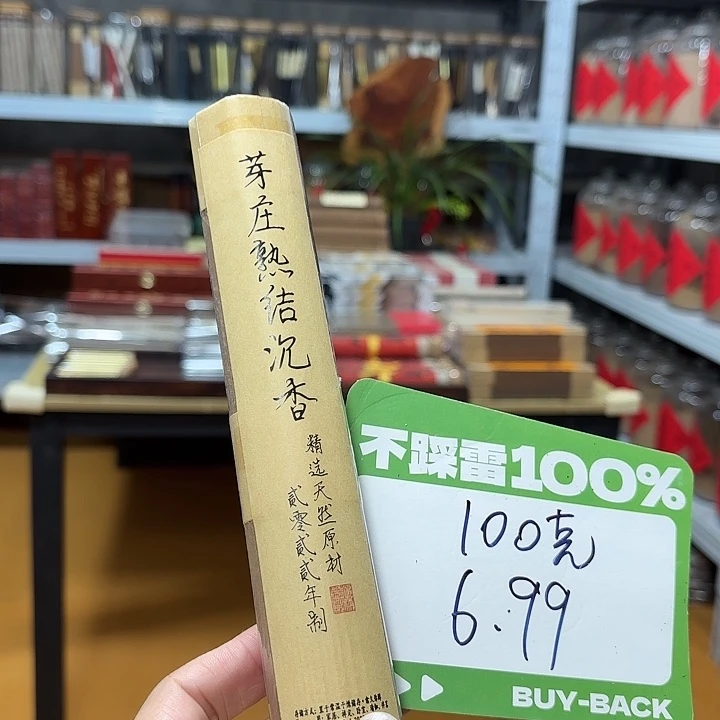 芽庄熟结沉香
精选天然原材
贰零贰贰年制
不踩雷100%
100克
6.99
BUY-BACK